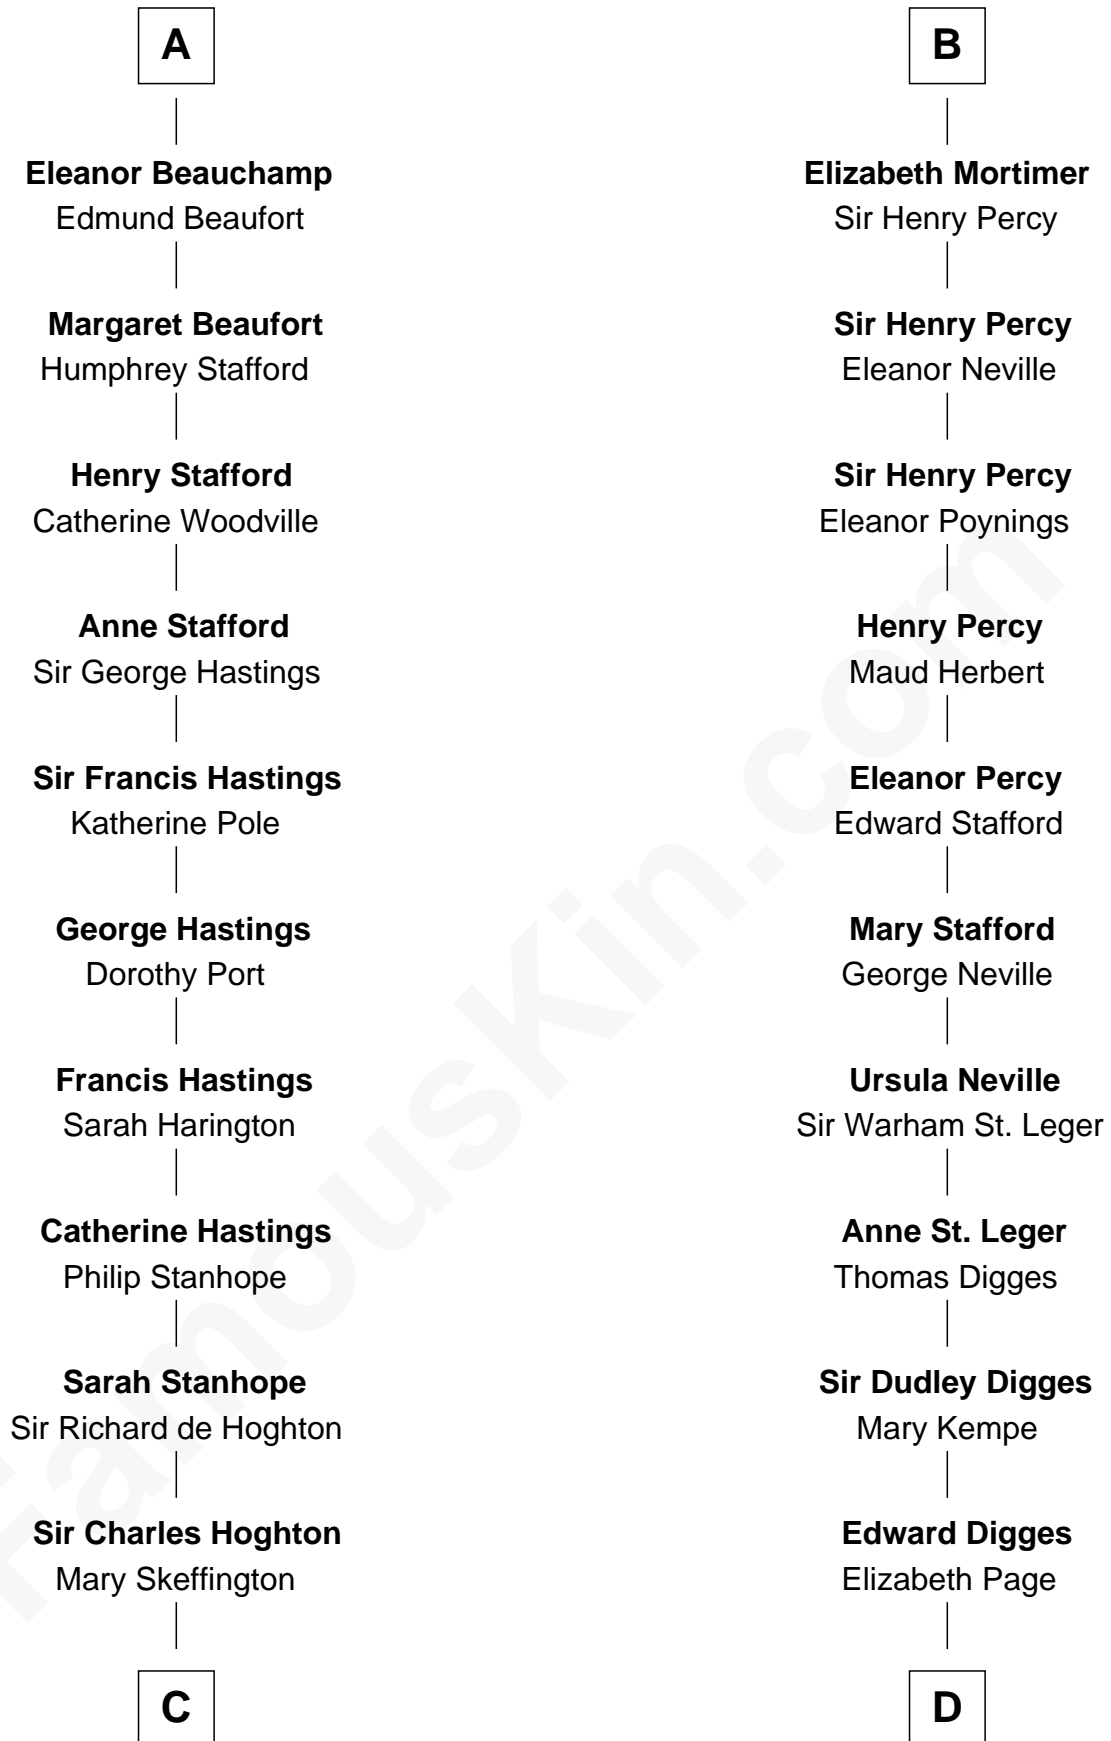 A
Eleanor Beauchamp
Edmund Beaufort
Margaret Beaufort
Humphrey Stafford
Henry Stafford
Catherine Woodville
Anne Stafford
Sir George Hastings
Sir Francis Hastings
Katherine Pole
George Hastings
Dorothy Port
Francis Hastings
Sarah Harington
Catherine Hastings
Philip Stanhope
Sarah Stanhope
Sir Richard de Hoghton
Sir Charles Hoghton
Mary Skeffington
C
B
Elizabeth Mortimer
Sir Henry Percy
Sir Henry Percy
Eleanor Neville
Sir Henry Percy
Eleanor Poynings
Henry Percy
Maud Herbert
Eleanor Percy
Edward Stafford
Mary Stafford
George Neville
Ursula Neville
Sir Warham St. Leger
Anne St. Leger
Thomas Digges
Sir Dudley Digges
Mary Kempe
Edward Digges
Elizabeth Page
D
FamousKin.com